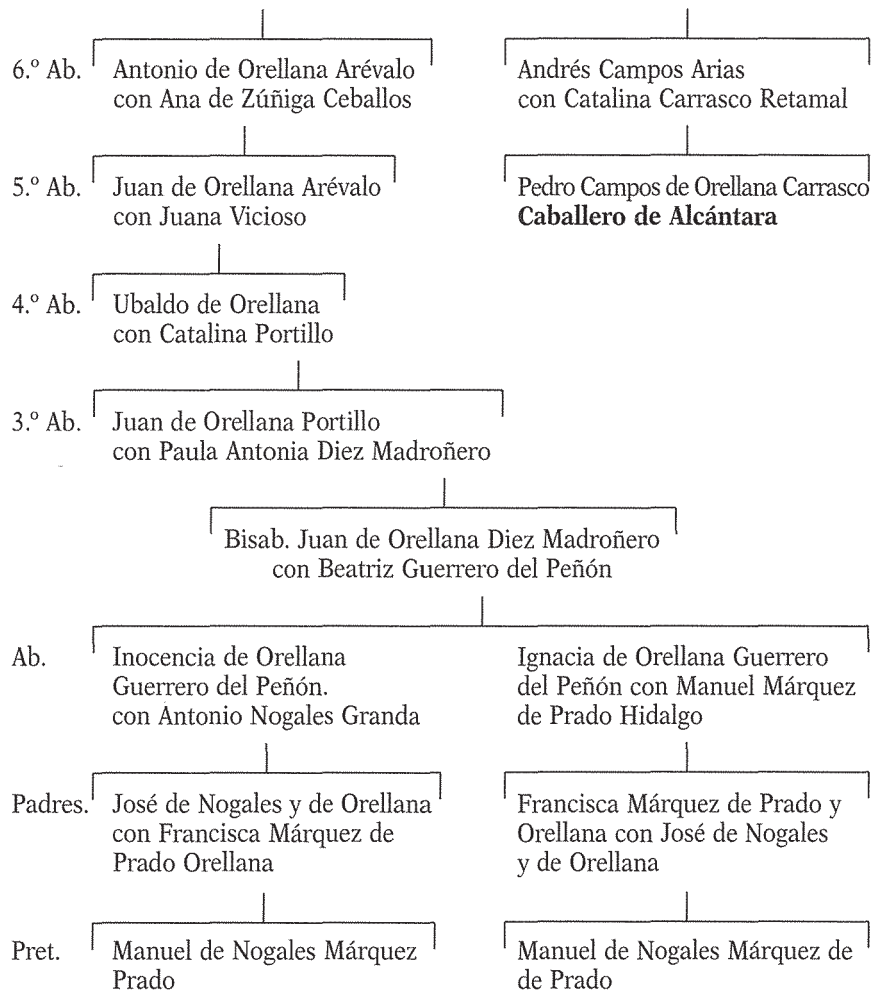 6.º Ab. Antonio de Orellana Arévalo
con Ana de Zúñiga Ceballos
Andrés Campos Arias
con Catalina Carrasco Retamal
5.º Ab. Juan de Orellana Arévalo
con Juana Vicioso
Pedro Campos de Orellana Carrasco
Caballero de Alcántara
4.º Ab. Ubaldo de Orellana
con Catalina Portillo
3.º Ab. Juan de Orellana Portillo
con Paula Antonia Diez Madroñero
Bisab. Juan de Orellana Diez Madroñero
con Beatriz Guerrero del Peñón
Ab. Inocencia de Orellana
Guerrero del Peñón.
con Antonio Nogales Granda
Ignacia de Orellana Guerrero
del Peñón con Manuel Márquez
de Prado Hidalgo
Padres. José de Nogales y de Orellana
con Francisca Márquez de
Prado Orellana
Francisca Márquez de Prado y
Orellana con José de Nogales
y de Orellana
Pret. Manuel de Nogales Márquez
Prado
Manuel de Nogales Márquez de
de Prado